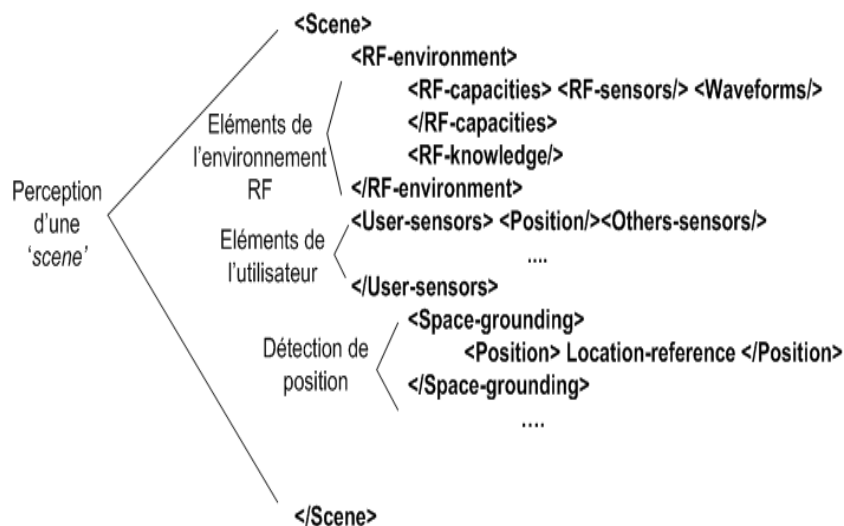 <Scene>
<RF-environment>
<RF-capacities> <RF-sensors/> <Waveforms/>
</RF-capacities>
<RF-knowledge/>
</RF-environment>
<User-sensors> <Position/><Others-sensors/>
....
</User-sensors>
<Space-grounding>
<Position> Location-reference </Position>
</Space-grounding>
....
</Scene>
Perception
d'une
'scene'
Eléments de
l'environnement
RF
Eléments de
l'utilisateur
Détection de
position